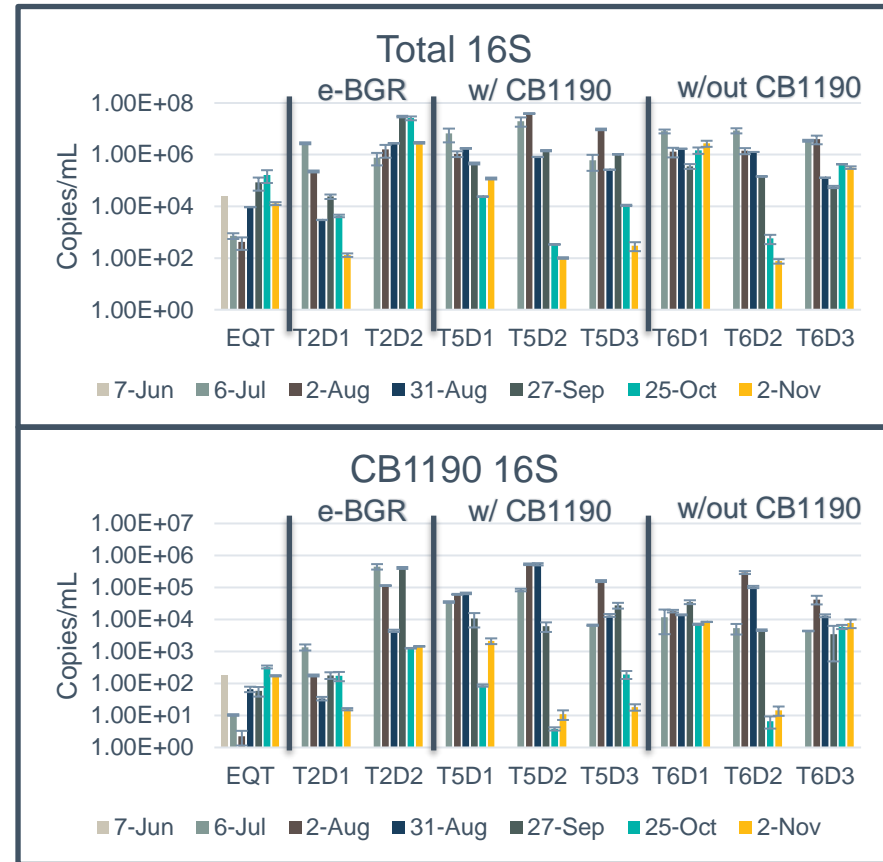 Total 16S
e-BGR w/ CB1190 w/out CB1190
1.00E+08
1.00E+06
1.00E+04
1.00E+02
1.00E+00
Copies/mL
EQT T2D1 T2D2 T5D1 T5D2 T5D3 T6D1 T6D2 T6D3
7-Jun 6-Jul 2-Aug 31-Aug 27-Sep 25-Oct 2-Nov
CB1190 16S
e-BGR w/ CB1190 w/out CB1190
1.00E+07
1.00E+06
1.00E+05
1.00E+04
1.00E+03
1.00E+02
1.00E+01
1.00E+00
Copies/mL
EQT T2D1 T2D2 T5D1 T5D2 T5D3 T6D1 T6D2 T6D3
7-Jun 6-Jul 2-Aug 31-Aug 27-Sep 25-Oct 2-Nov